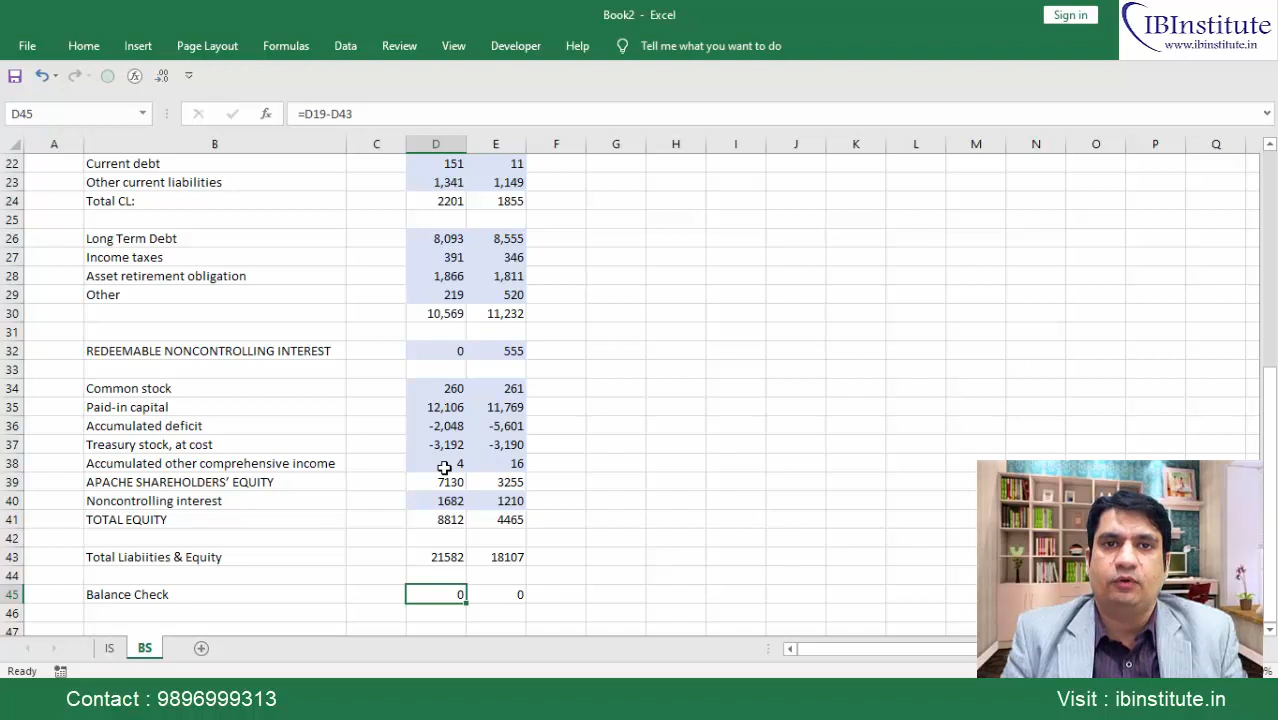 Book2 - Excel
Sign in
IBInstitute
www.ibinstitute.in
File Home Insert Page Layout Formulas Data Review View Developer Help Tell me what you want to do
D45 fx =D19-D43
A B C D E F G H I J K L M N O P Q
22 Current debt 151 11
23 Other current liabilities 1,341 1,149
24 Total CL: 2201 1855
25
26 Long Term Debt 8,093 8,555
27 Income taxes 391 346
28 Asset retirement obligation 1,866 1,811
29 Other 219 520
30 10,569 11,232
31
32 REDEEMABLE NONCONTROLLING INTEREST 0 555
33
34 Common stock 260 261
35 Paid-in capital 12,106 11,769
36 Accumulated deficit -2,048 -5,601
37 Treasury stock, at cost -3,192 -3,190
38 Accumulated other comprehensive income 4 16
39 APACHE SHAREHOLDERS’ EQUITY 7130 3255
40 Noncontrolling interest 1682 1210
41 TOTAL EQUITY 8812 4465
42
43 Total Liabiities & Equity 21582 18107
44
45 Balance Check 0 0
46
47
IS BS
Ready
Contact : 9896999313
Visit : ibinstitute.in